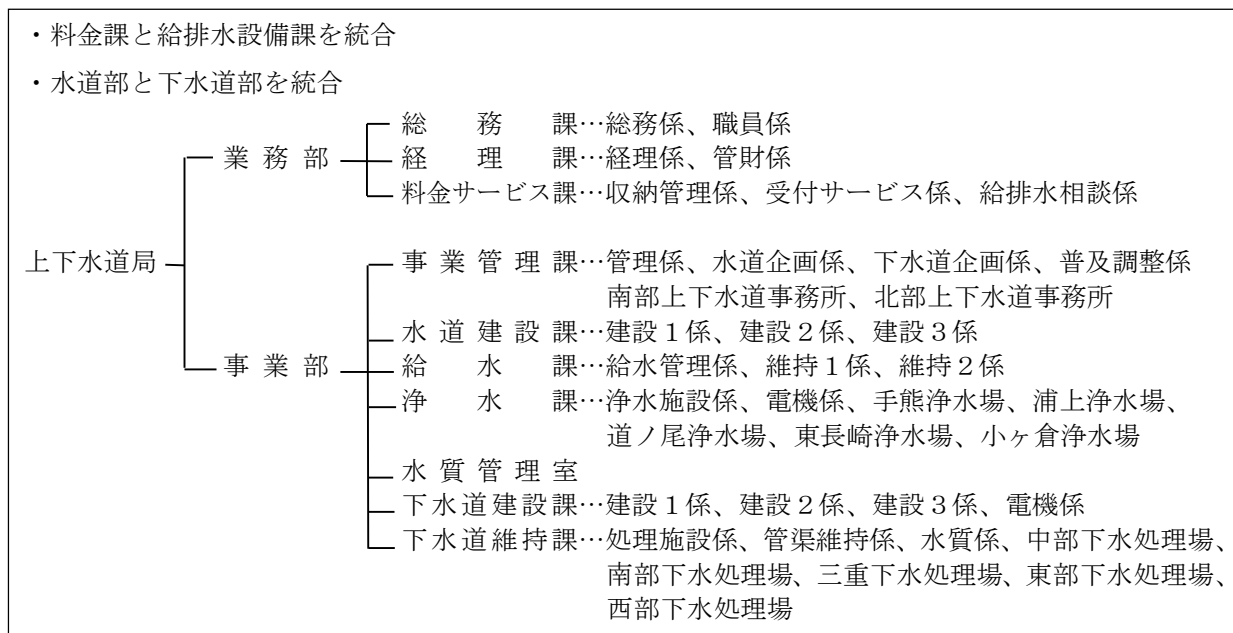 ・料金課と給排水設備課を統合
・水道部と下水道部を統合
総務課…総務係、職員係
業務部
経理課…経理係、管財係
料金サービス課…収納管理係、受付サービス係、給排水相談係
上下水道局
事業管理課…管理係、水道企画係、下水道企画係、普及調整係
南部上下水道事務所、北部上下水道事務所
水道建設課…建設1係、建設2係、建設3係
事業部
給水課…給水管理係、維持1係、維持2係
浄水課…浄水施設係、電機係、手熊浄水場、浦上浄水場、
道ノ尾浄水場、東長崎浄水場、小ヶ倉浄水場
水質管理室
下水道建設課…建設1係、建設2係、建設3係、電機係
下水道維持課…処理施設係、管渠維持係、水質係、中部下水処理場、
南部下水処理場、三重下水処理場、東部下水処理場、
西部下水処理場